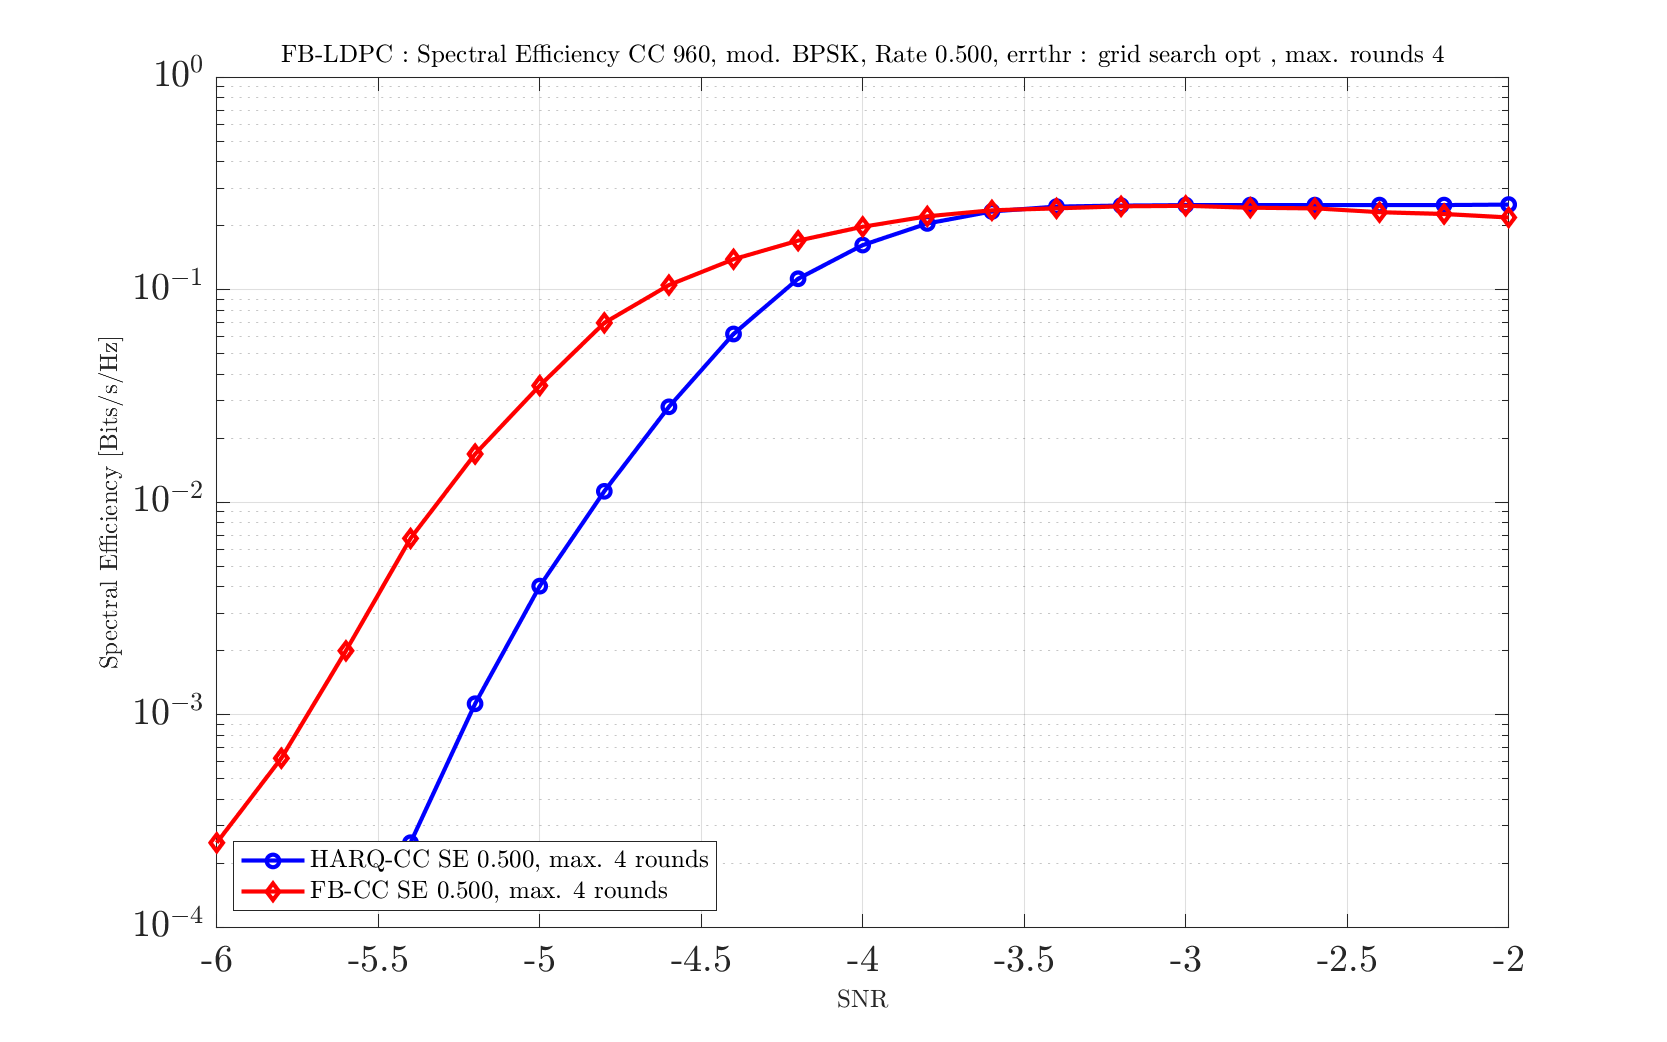 FB-LDPC : Spectral Efficiency CC 960, mod. BPSK, Rate 0.500, errthr : grid search opt , max. rounds 4
10^0
10^-1
10^-2
10^-3
10^-4
Spectral Efficiency [Bits/s/Hz]
HARQ-CC SE 0.500, max. 4 rounds
FB-CC SE 0.500, max. 4 rounds
-6 -5.5 -5 -4.5 -4 -3.5 -3 -2.5 -2
SNR